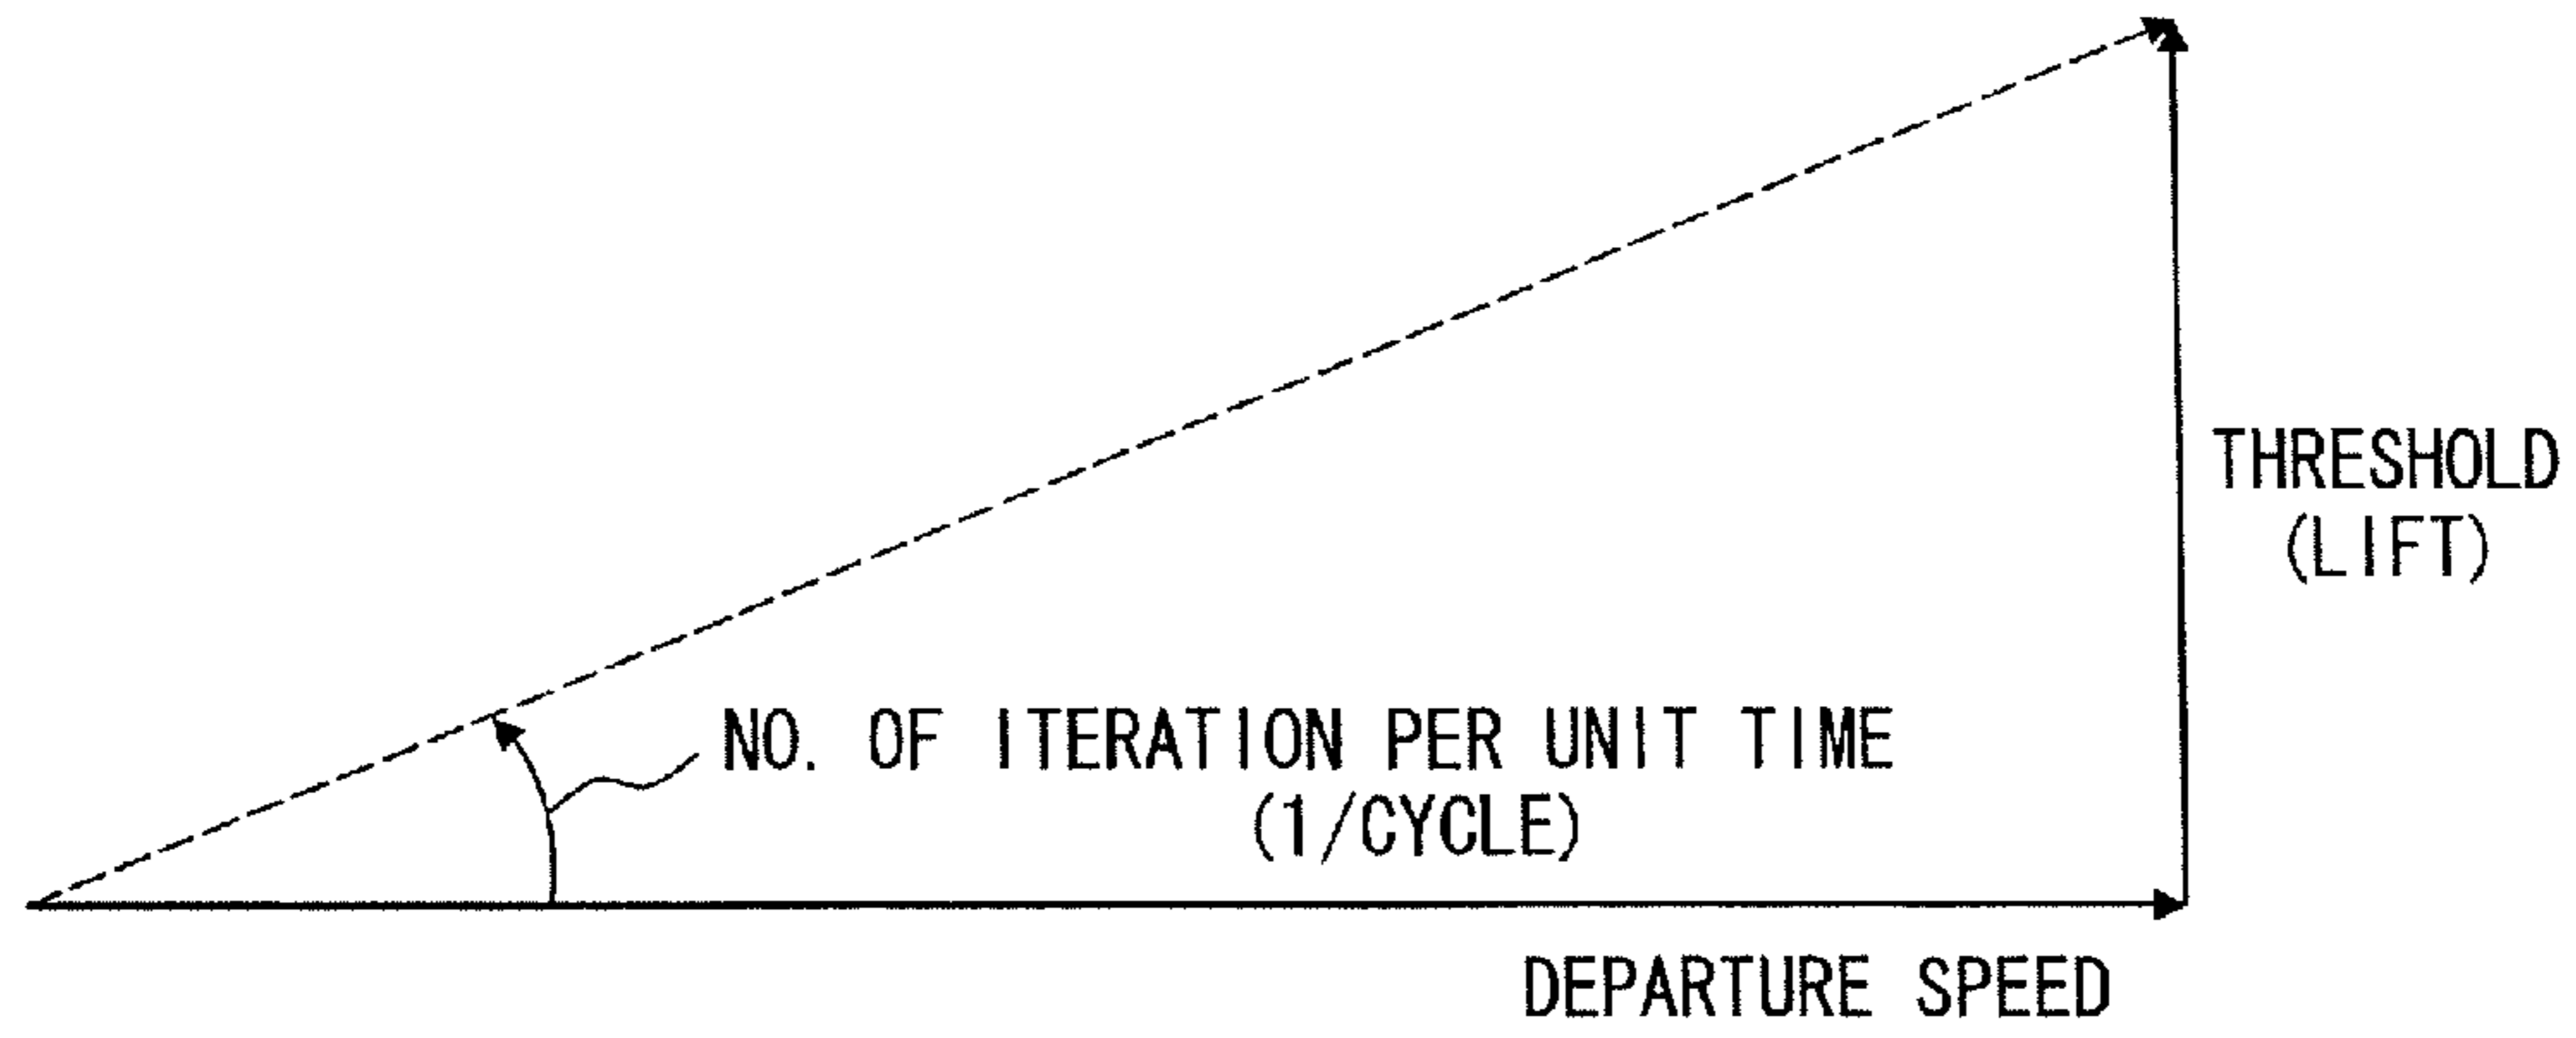 THRESHOLD
(LIFT)
NO. OF ITERATION PER UNIT TIME
(1/CYCLE)
DEPARTURE SPEED